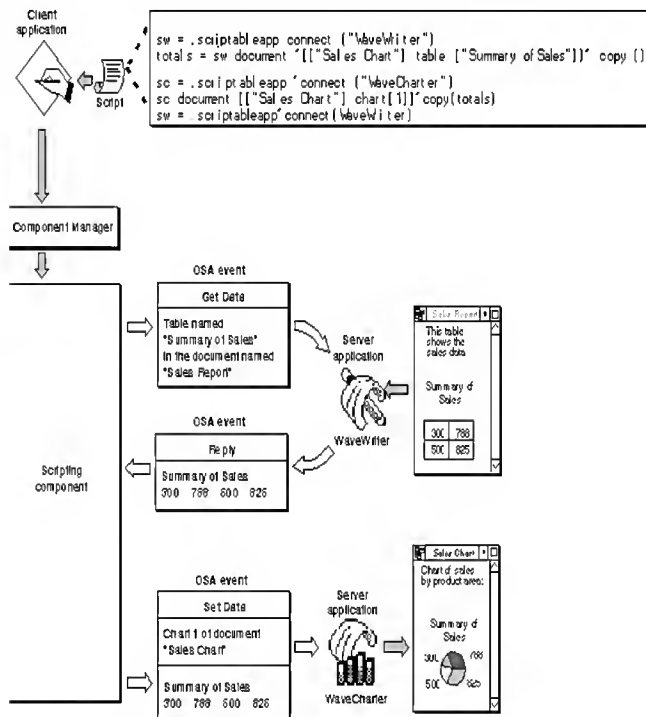 Client
application
Script
sw = .scriptableapp connect ("WaveWriter")
totals = sw document '[["Sales Chart"] table ["Summary of Sales"]]' copy ()
sc = .scriptableapp 'connect ("WaveCharter")
sc document [["Sales Chart"] chart[1]]'copy(totals)
sw = .scriptableapp'connect(WaveWriter)
Component Manager
Scripting
component
OSA event
Get Data
Table named
"Summary of Sales"
in the document named
"Sales Report"
Server
application
WaveWriter
Sales Report
This table
shows the
sales data
Summary of
Sales
300 788
500 825
OSA event
Reply
Summary of Sales
300 788 500 825
OSA event
Set Data
Chart 1 of document
"Sales Chart"
Summary of Sales
300 788 500 825
Server
application
WaveCharter
Sales Chart
Chart of sales
by product area:
Summary of
Sales
300 788
500 825